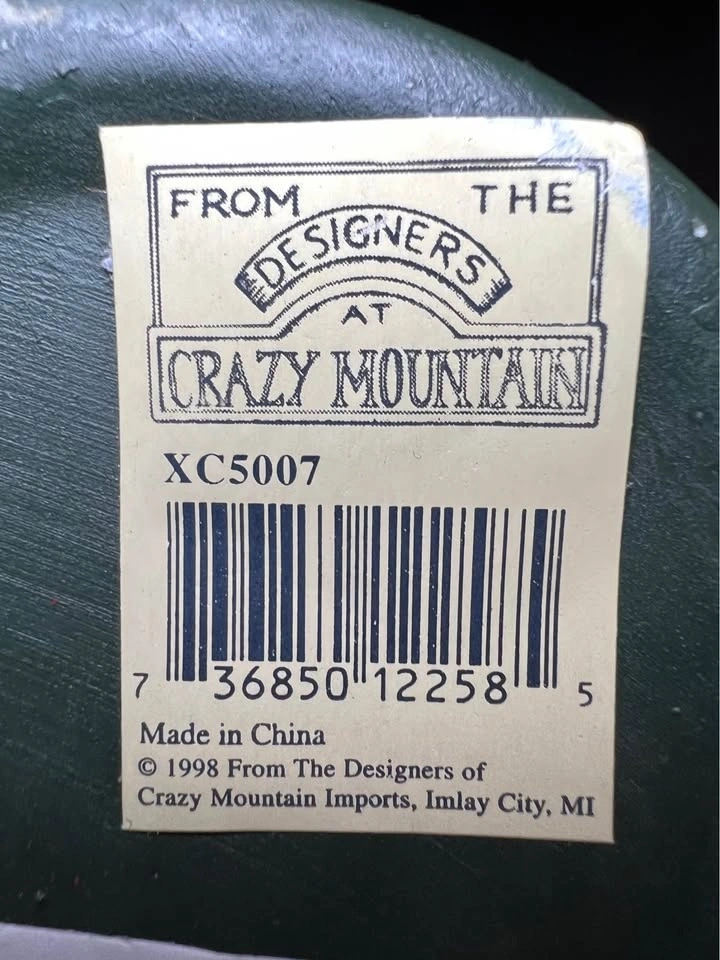 FROM THE
DESIGNERS
AT
CRAZY MOUNTAIN
XC5007
7 36850 12258 5
Made in China
© 1998 From The Designers of
Crazy Mountain Imports, Imlay City, MI